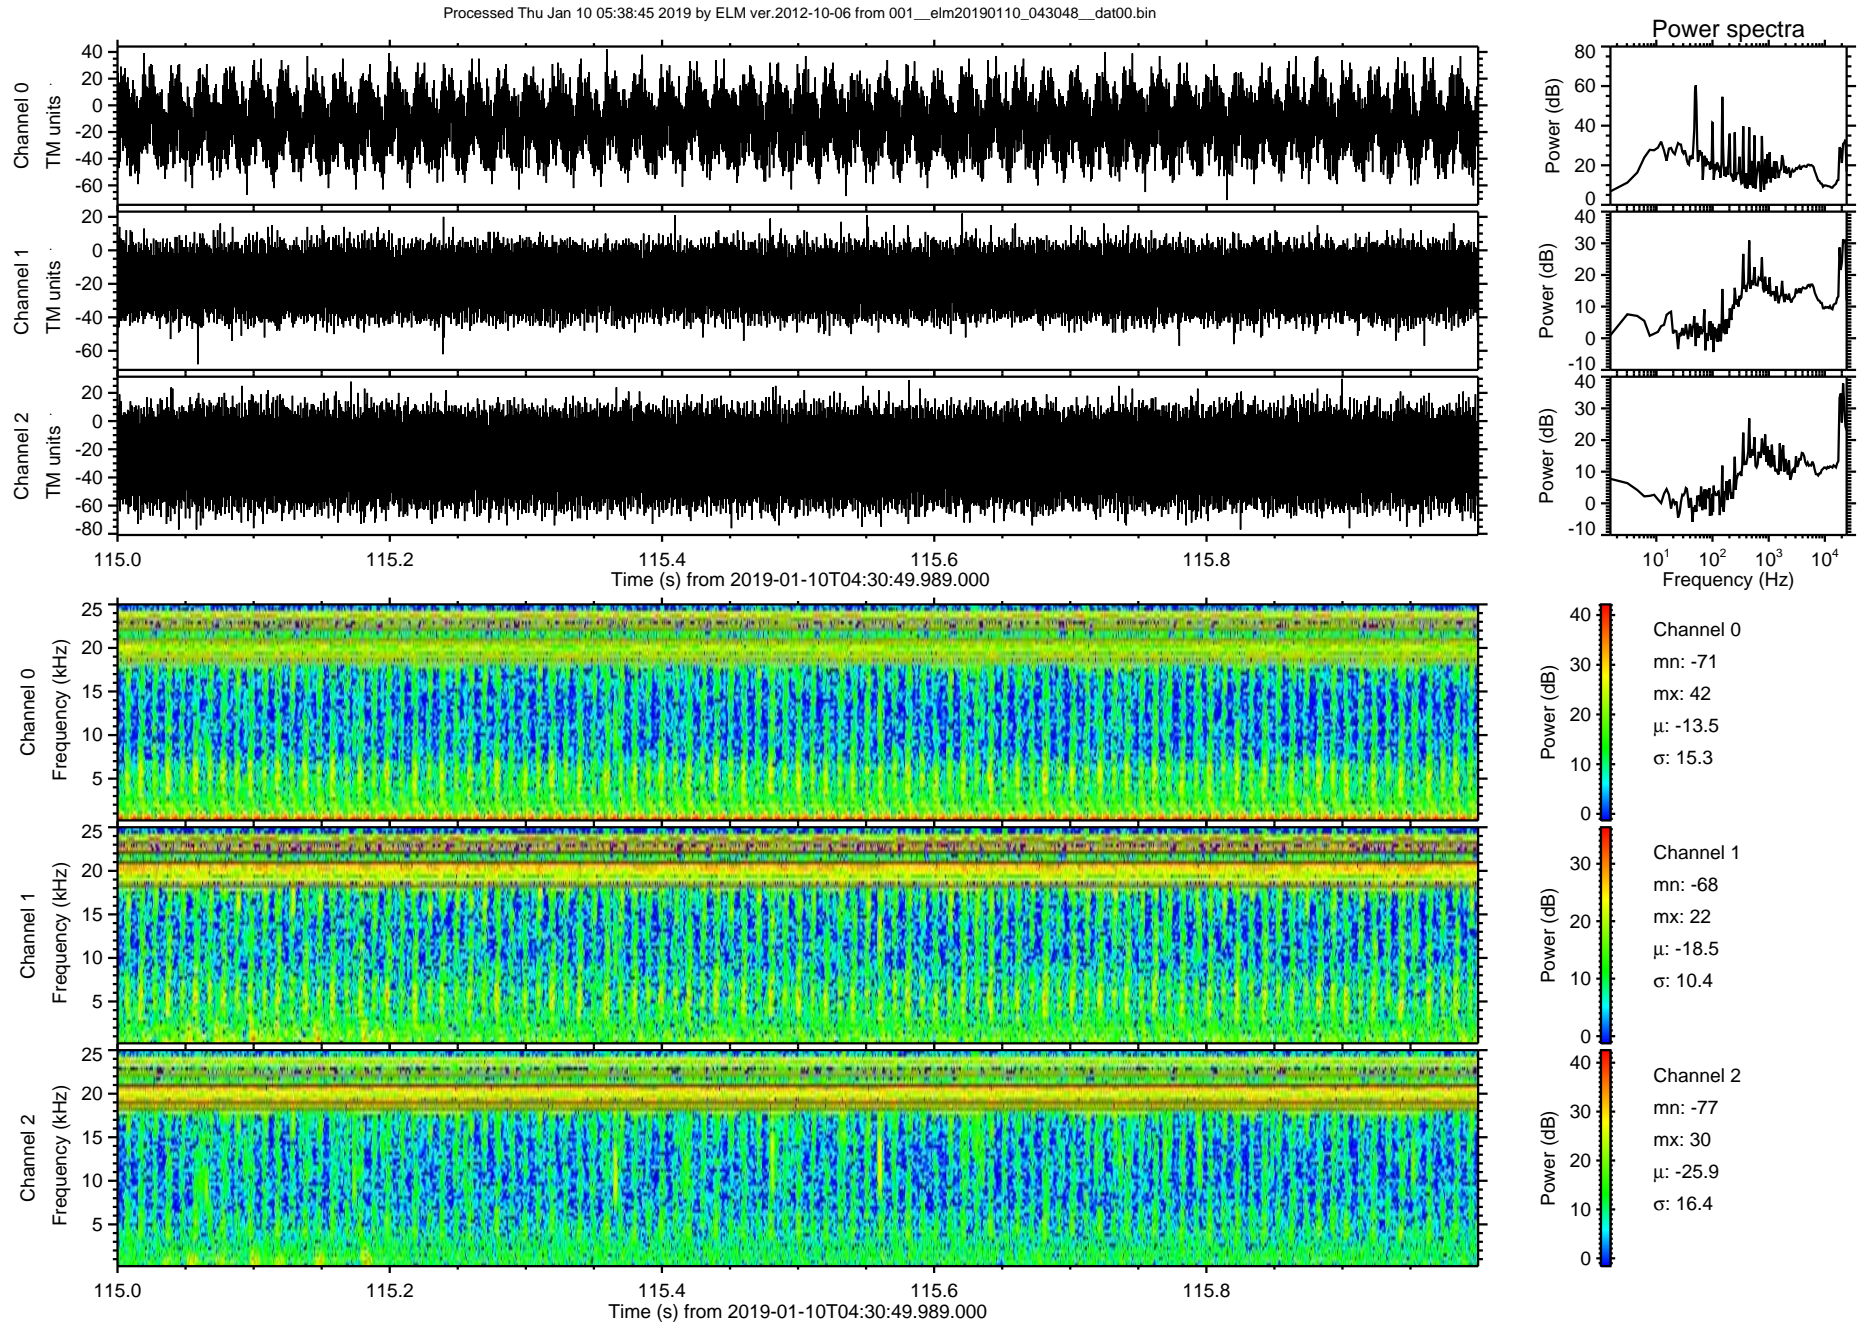 Processed Thu Jan 10 05:38:45 2019 by ELM ver.2012-10-06 from 001__elm20190110_043048__dat00.bin
Power spectra
Channel 0
TM units
40
20
0
-20
-40
-60
Power (dB)
80
60
40
20
0
Channel 1
TM units
20
0
-20
-40
-60
Power (dB)
40
30
20
10
0
-10
Channel 2
TM units
20
0
-20
-40
-60
-80
Power (dB)
40
30
20
10
0
-10
115.0 115.2 115.4 115.6 115.8
Time (s) from 2019-01-10T04:30:49.989.000
10^1 10^2 10^3 10^4
Frequency (Hz)
Channel 0
Frequency (kHz)
25
20
15
10
5
Power (dB)
40
30
20
10
0
Channel 0
mn: -71
mx: 42
μ: -13.5
σ: 15.3
Channel 1
Frequency (kHz)
25
20
15
10
5
Power (dB)
30
20
10
0
Channel 1
mn: -68
mx: 22
μ: -18.5
σ: 10.4
Channel 2
Frequency (kHz)
25
20
15
10
5
Power (dB)
40
30
20
10
0
Channel 2
mn: -77
mx: 30
μ: -25.9
σ: 16.4
115.0 115.2 115.4 115.6 115.8
Time (s) from 2019-01-10T04:30:49.989.000